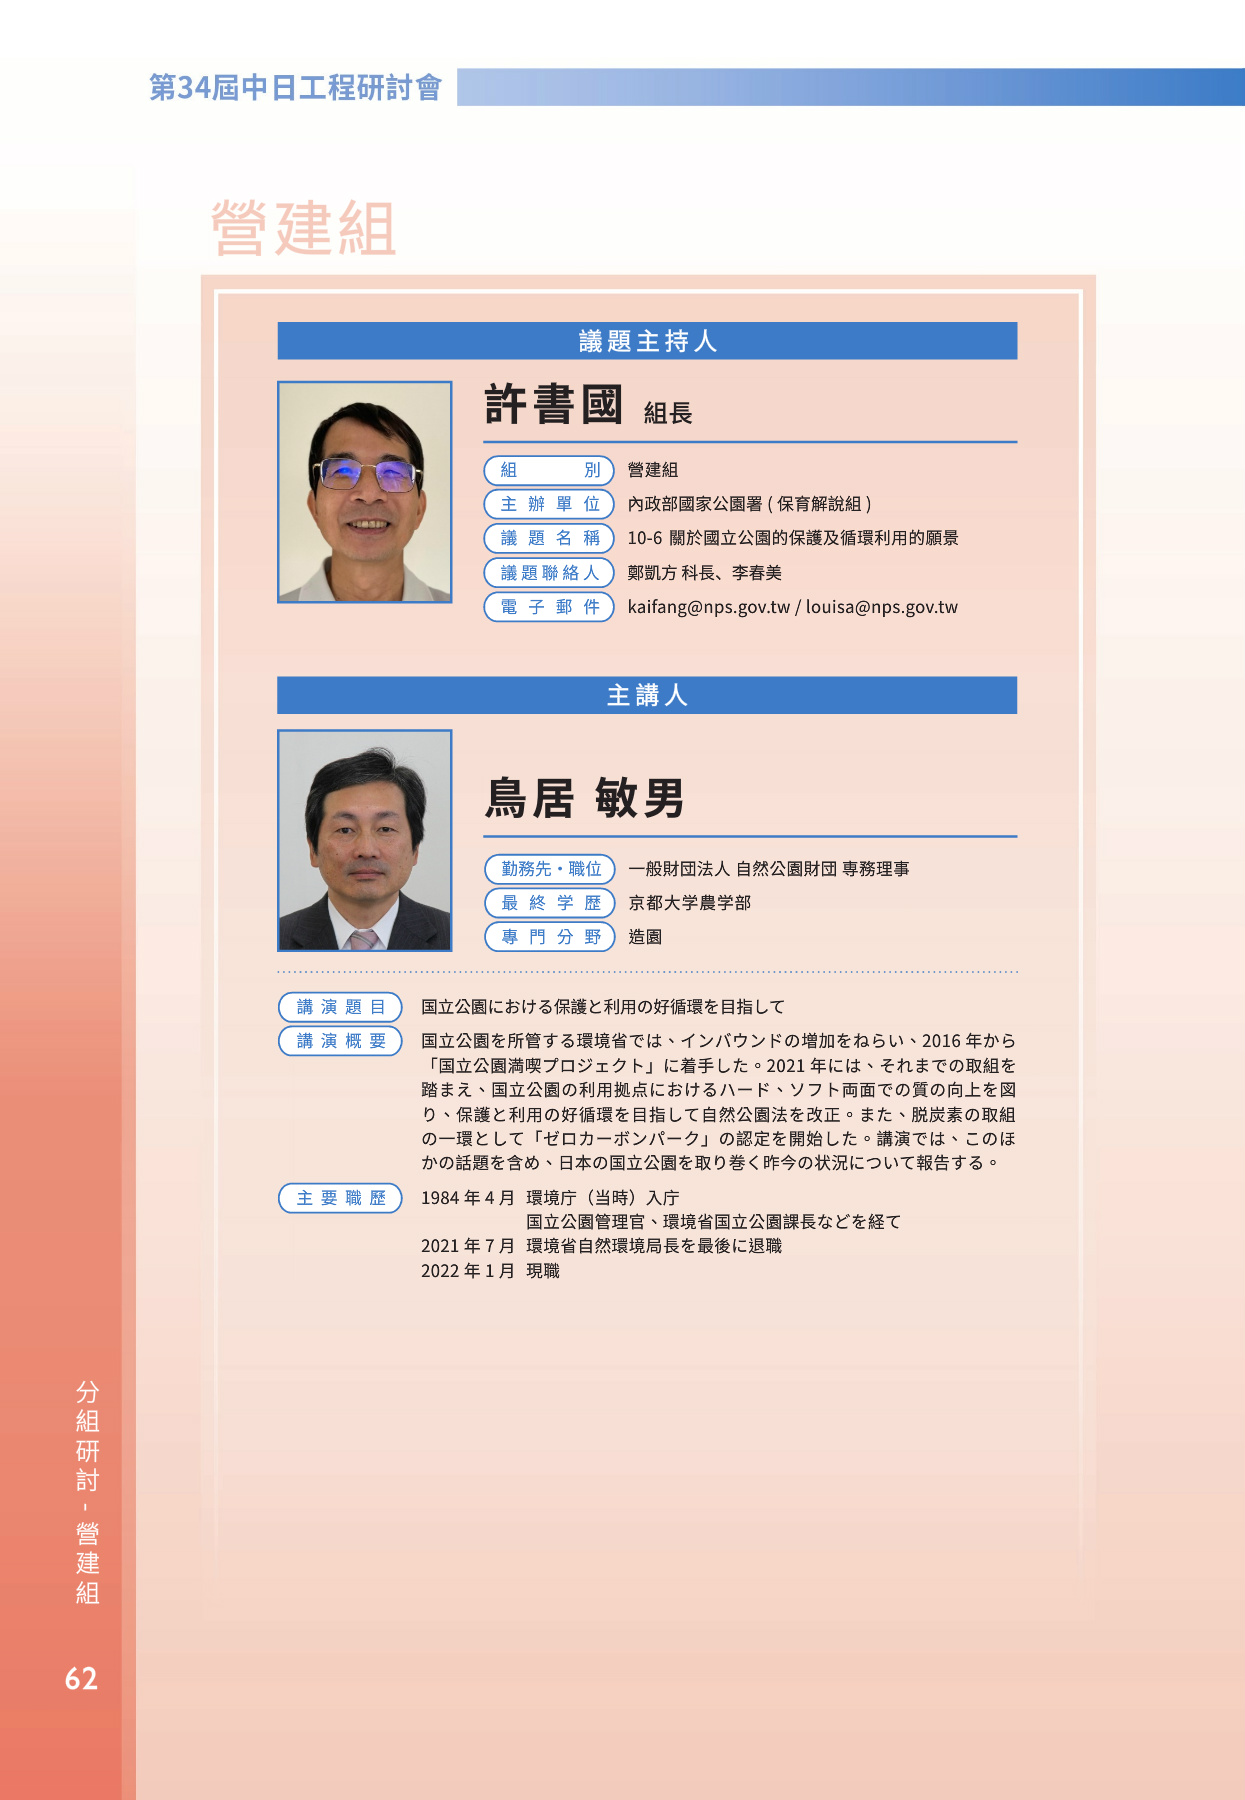 第34屆中日工程研討會
營建組
議題主持人
許書國 組長
組別 營建組
主辦單位 內政部國家公園署 ( 保育解說組 )
議題名稱 10-6 關於國立公園的保護及循環利用的願景
議題聯絡人 鄭凱方 科長、李春美
電子郵件 kaifang@nps.gov.tw / louisa@nps.gov.tw
主講人
鳥居 敏男
勤務先・職位 一般財団法人 自然公園財団 専務理事
最終学歷 京都大学農学部
專門分野 造園
講演題目 国立公園における保護と利用の好循環を目指して
講演概要 国立公園を所管する環境省では、インバウンドの増加をねらい、2016 年から
「国立公園満喫プロジェクト」に着手した。2021 年には、それまでの取組を
踏まえ、国立公園の利用拠点におけるハード、ソフト両面での質の向上を図
り、保護と利用の好循環を目指して自然公園法を改正。また、脱炭素の取組
の一環として「ゼロカーボンパーク」の認定を開始した。講演では、このほ
かの話題を含め、日本の国立公園を取り巻く昨今の状況について報告する。
主要職歷 1984 年 4 月 環境庁（当時）入庁
国立公園管理官、環境省国立公園課長などを経て
2021 年 7 月 環境省自然環境局長を最後に退職
2022 年 1 月 現職
分組研討-營建組
62